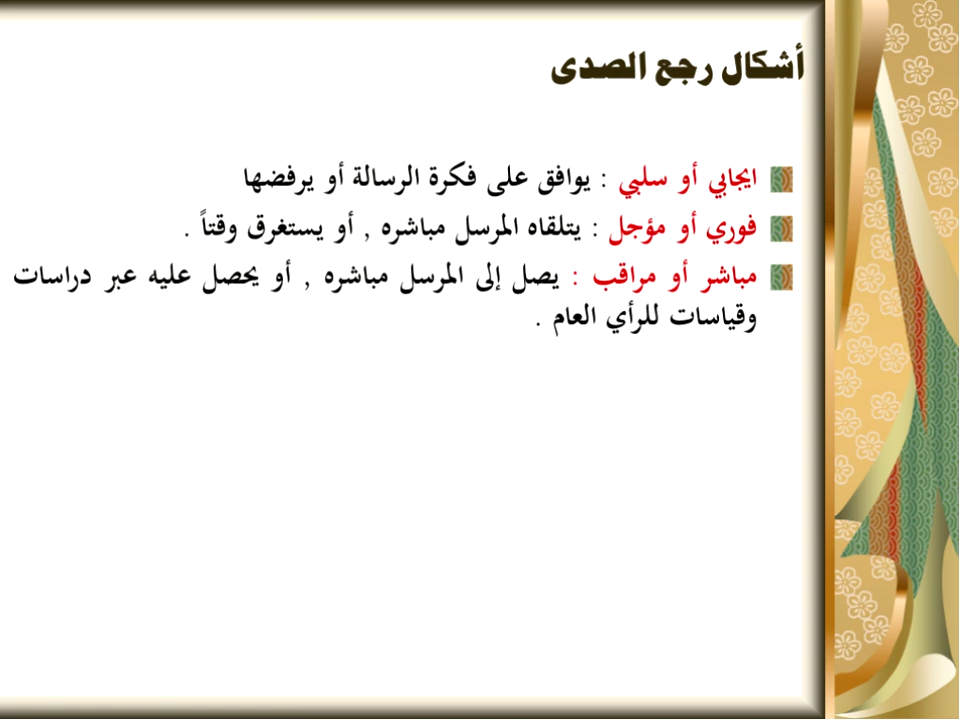 أشكال رجع الصدى
ايجابي أو سلبي : يوافق على فكرة الرسالة أو يرفضها
فوري أو مؤجل : يتلقاه المرسل مباشره , أو يستغرق وقتاً .
مباشر أو مراقب : يصل إلى المرسل مباشره , أو يحصل عليه عبر دراسات
وقياسات للرأي العام .